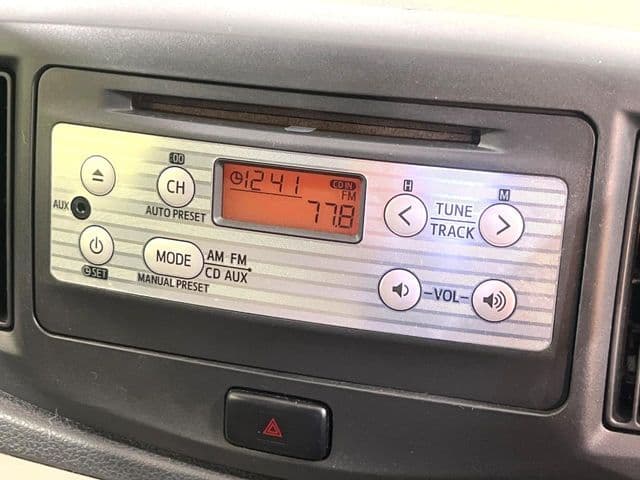 :00
CH
AUTO PRESET
AUX
SET
MODE
AM FM
CD AUX
MANUAL PRESET
12:41
CD IN
FM
77.8
H
M
TUNE
TRACK
VOL